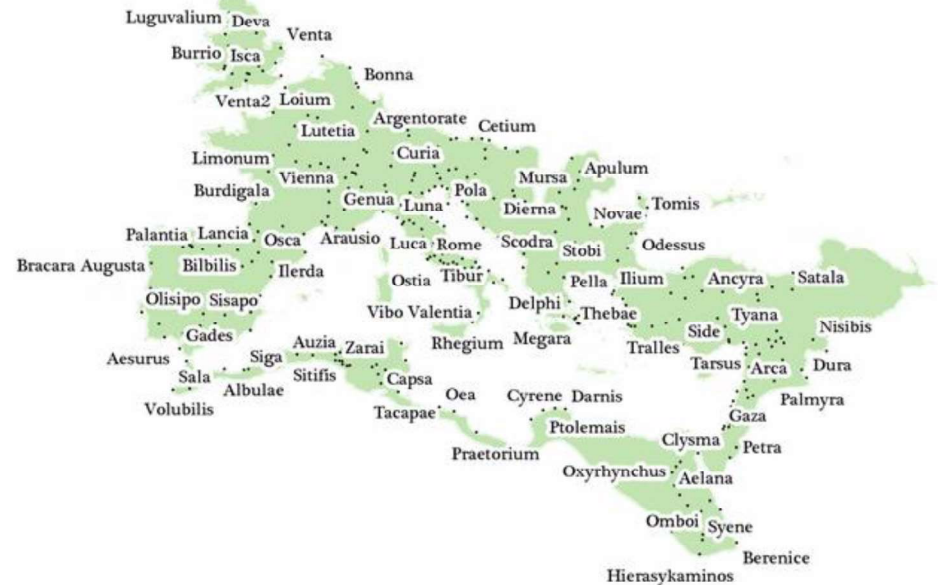 Luguvalium
Deva
Venta
Burrio
Isca
Bonna
Venta2
Loium
Argentorate
Lutetia
Cetium
Limonum
Curia
Vienna
Mursa
Apulum
Burdigala
Pola
Genua
Luna
Dierna
Novae
Tomis
Palantia
Lancia
Osca
Arausio
Luca
Rome
Scodra
Stobi
Odessus
Bracara Augusta
Bilbilis
Ilerda
Ostia
Tibur
Pella
Ilium
Ancyra
Satala
Olisipo
Sisapo
Vibo Valentia
Delphi
Thebae
Tyana
Gades
Side
Nisibis
Rhegium
Megara
Auzia
Zarai
Tralles
Aesurus
Siga
Tarsus
Arca
Dura
Sala
Sitifis
Capsa
Albulae
Oea
Cyrene
Darnis
Palmyra
Volubilis
Tacapae
Gaza
Ptolemais
Clysma
Petra
Praetorium
Oxyrhynchus
Aelana
Omboi
Syene
Berenice
Hierasykaminos